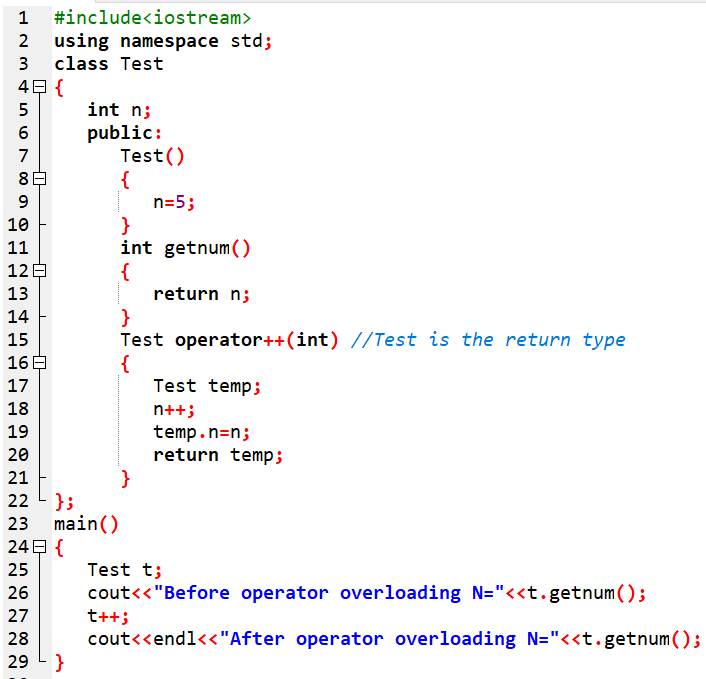 1 #include<iostream>
2 using namespace std;
3 class Test
4 {
5 int n;
6 public:
7 Test()
8 {
9 n=5;
10 }
11 int getnum()
12 {
13 return n;
14 }
15 Test operator++(int) //Test is the return type
16 {
17 Test temp;
18 n++;
19 temp.n=n;
20 return temp;
21 }
22 };
23 main()
24 {
25 Test t;
26 cout<<"Before operator overloading N="<<t.getnum();
27 t++;
28 cout<<endl<<"After operator overloading N="<<t.getnum();
29 }